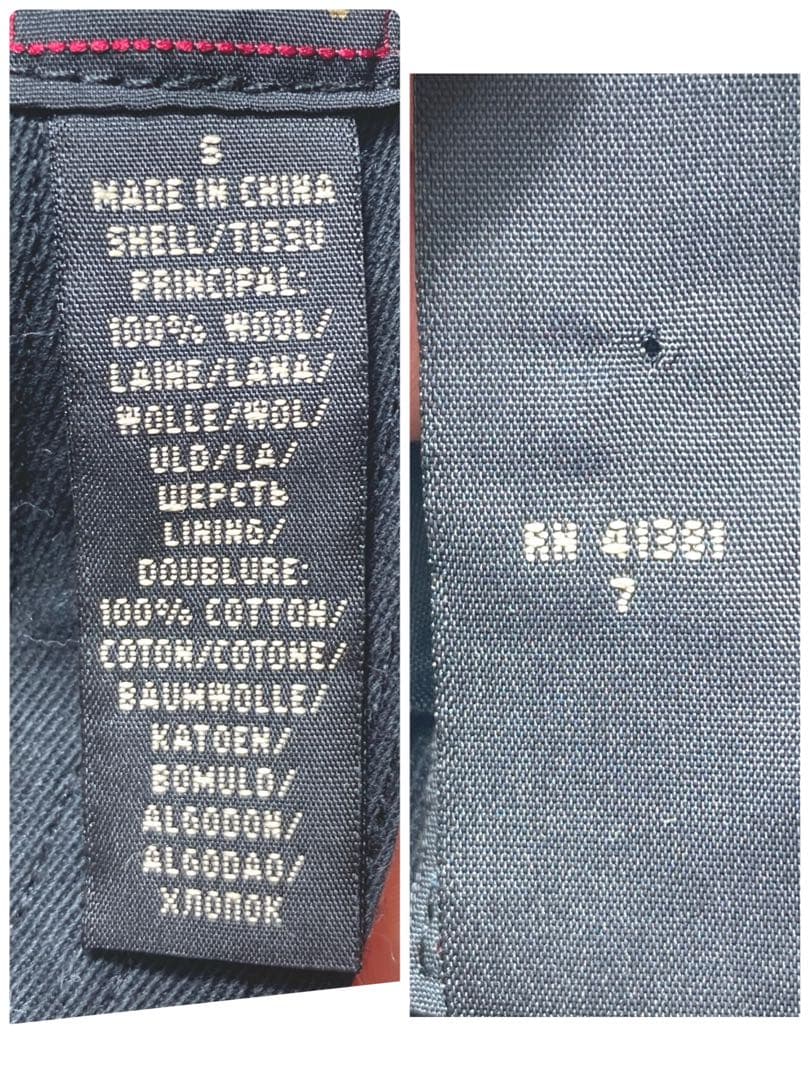 S
MADE IN CHINA
SHELL/TISSU
PRINCIPAL:
100% WOOL/
LAINE/LANA/
WOLLE/WOL/
ULD/LA/
ШЕРСТЬ
LINING/
DOUBLURE:
100% COTTON/
COTON/COTONE/
BAUMWOLLE/
KATOEN/
BOMULD/
ALGODON/
ALGODAO/
ХЛОПОК
RN 41381
7